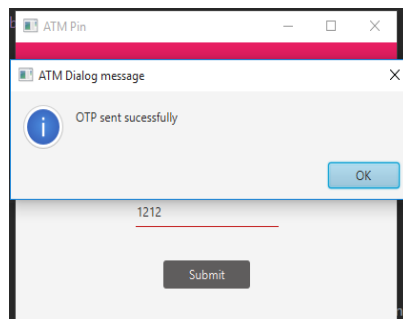 ATM Pin
ATM Dialog message
OTP sent sucessfully
OK
1212
Submit